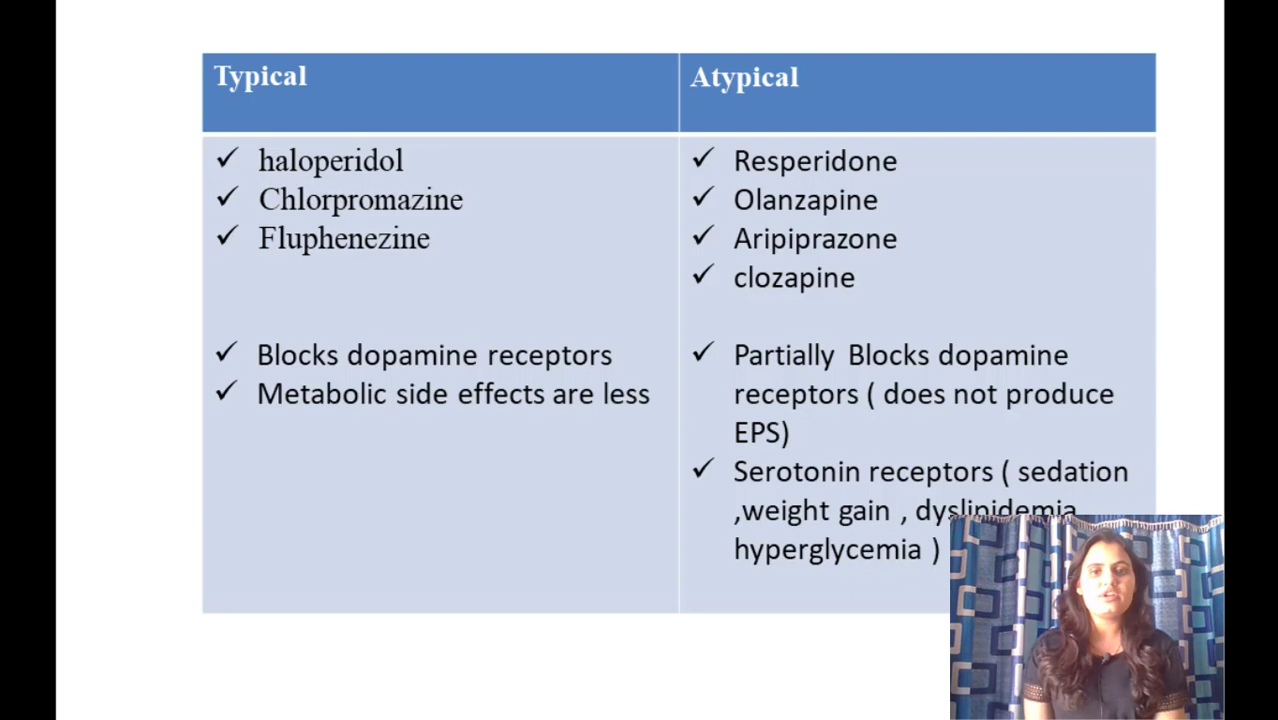 Typical
Atypical
✓ haloperidol
✓ Chlorpromazine
✓ Fluphenezine
✓ Blocks dopamine receptors
✓ Metabolic side effects are less
✓ Resperidone
✓ Olanzapine
✓ Aripiprazone
✓ clozapine
✓ Partially Blocks dopamine
receptors ( does not produce
EPS)
✓ Serotonin receptors ( sedation
,weight gain , dyslipidemia
hyperglycemia )